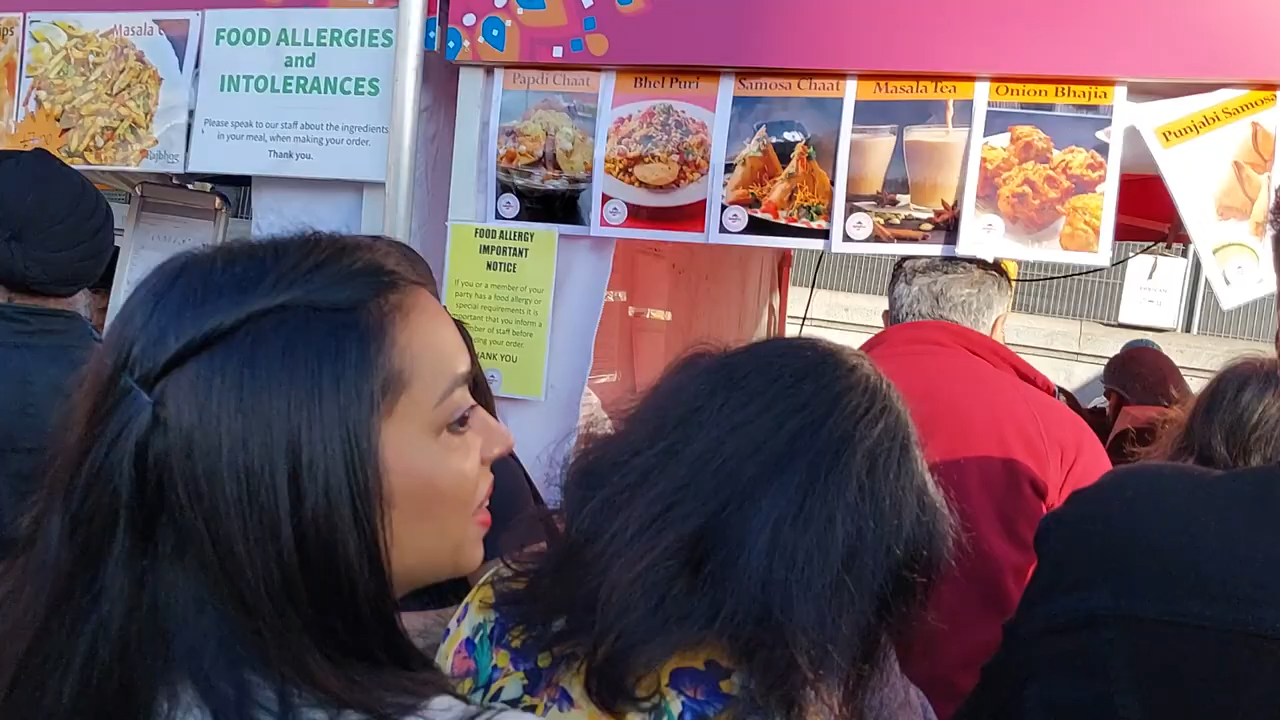 Masala
Rajbhog
FOOD ALLERGIES
and
INTOLERANCES
Please speak to our staff about the ingredients
in your meal, when making your order.
Thank you.
Papdi Chaat
Bhel Puri
Samosa Chaat
Masala Tea
Onion Bhajia
Punjabi Samosa
FOOD ALLERGY
IMPORTANT
NOTICE
If you or a member of your
party has a food allergy or
special requirements it is
important that you inform a
member of staff before
placing your order.
THANK YOU